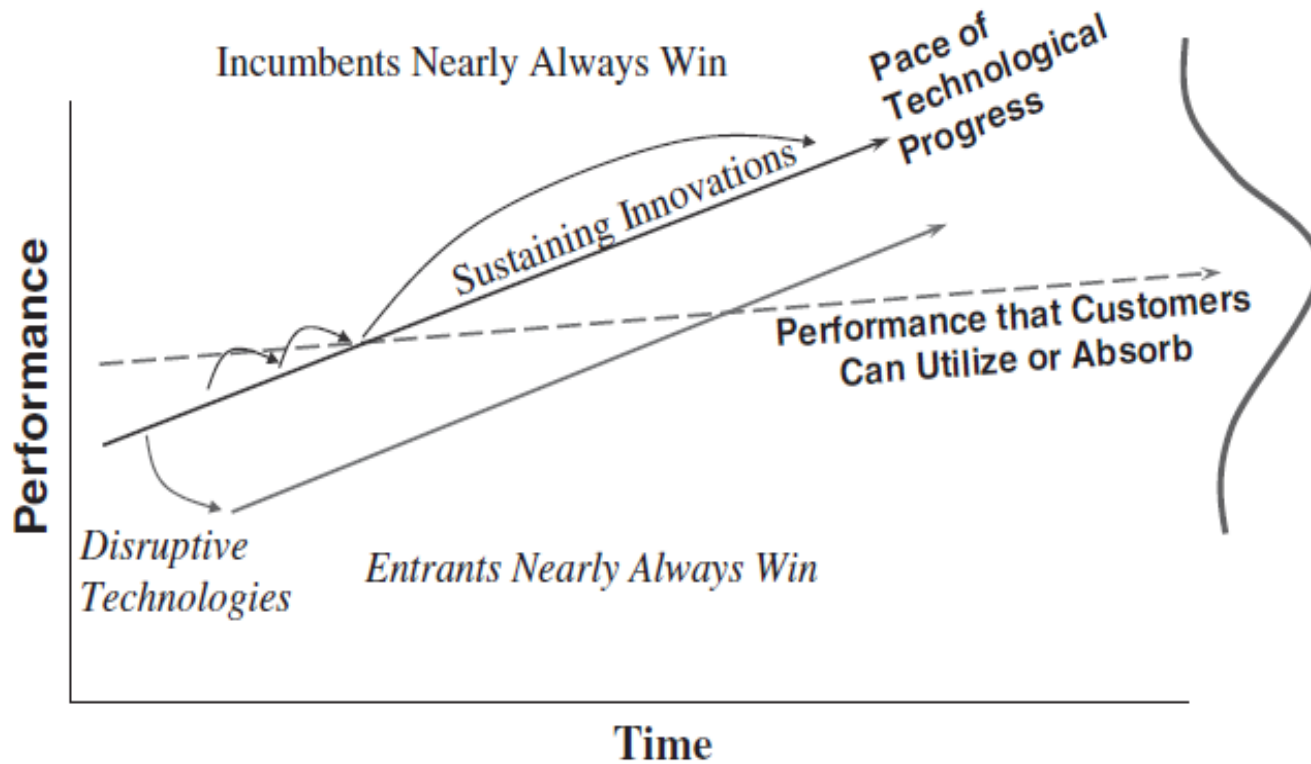 Incumbents Nearly Always Win
Pace of
Technological
Progress
Sustaining Innovations
Performance
Performance that Customers
Can Utilize or Absorb
Disruptive
Technologies
Entrants Nearly Always Win
Time